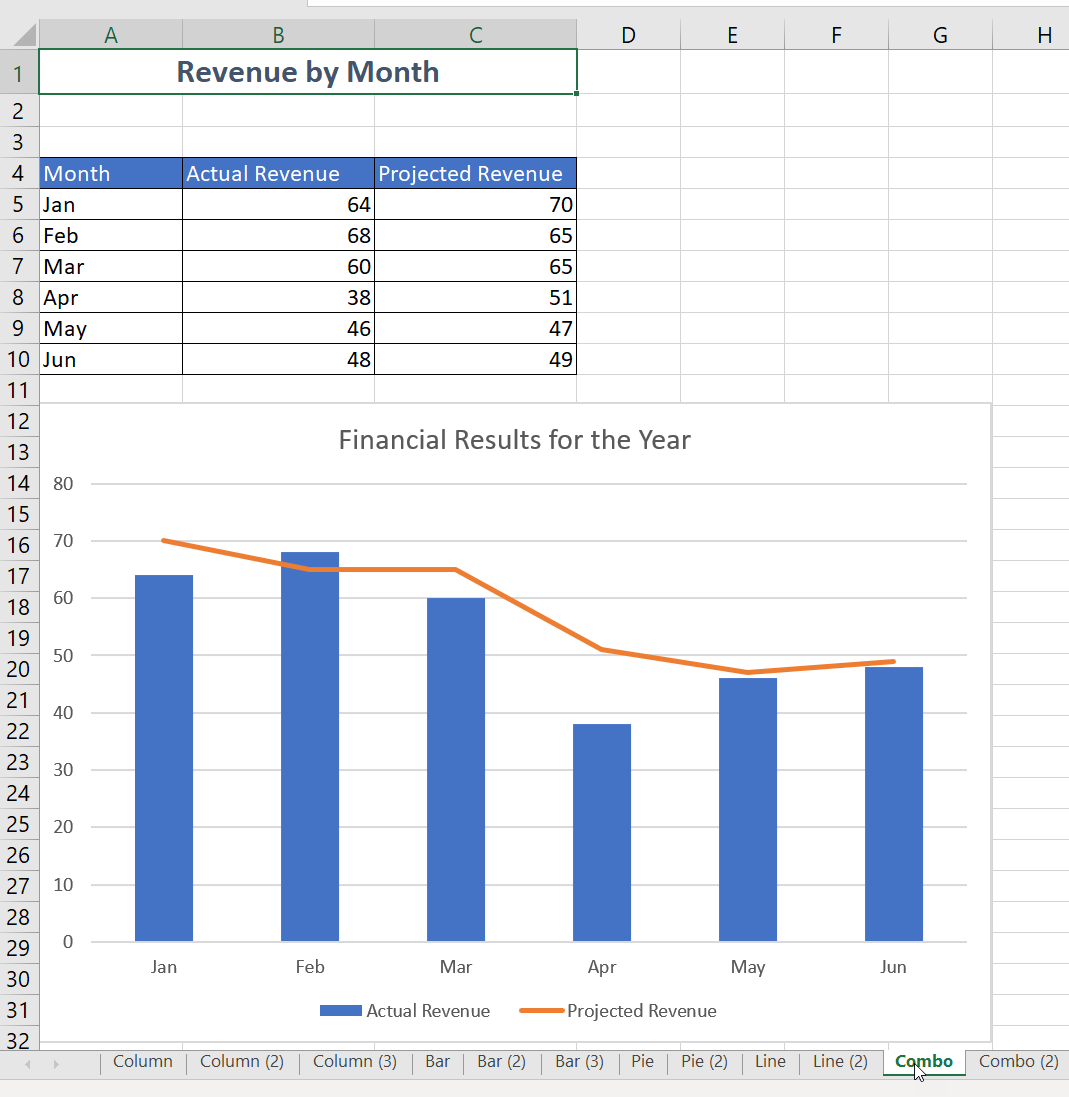 A B C D E F G H
1 Revenue by Month
2
3
4 Month Actual Revenue Projected Revenue
5 Jan 64 70
6 Feb 68 65
7 Mar 60 65
8 Apr 38 51
9 May 46 47
10 Jun 48 49
11
12
13 Financial Results for the Year
14 80
15
16 70
17
18 60
19
20 50
21
22 40
23 30
24
25 20
26
27 10
28
29 0
30 Jan Feb Mar Apr May Jun
31 Actual Revenue Projected Revenue
32
Column Column (2) Column (3) Bar Bar (2) Bar (3) Pie Pie (2) Line Line (2) Combo Combo (2)